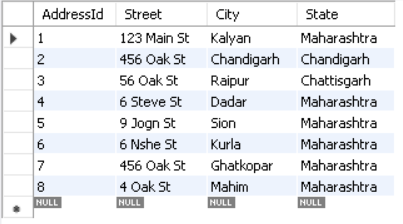 AddressId Street City State
1 123 Main St Kalyan Maharashtra
2 456 Oak St Chandigarh Chandigarh
3 56 Oak St Raipur Chattisgarh
4 6 Steve St Dadar Maharashtra
5 9 Jogn St Sion Maharashtra
6 6 Nshe St Kurla Maharashtra
7 456 Oak St Ghatkopar Maharashtra
8 4 Oak St Mahim Maharashtra
NULL NULL NULL NULL